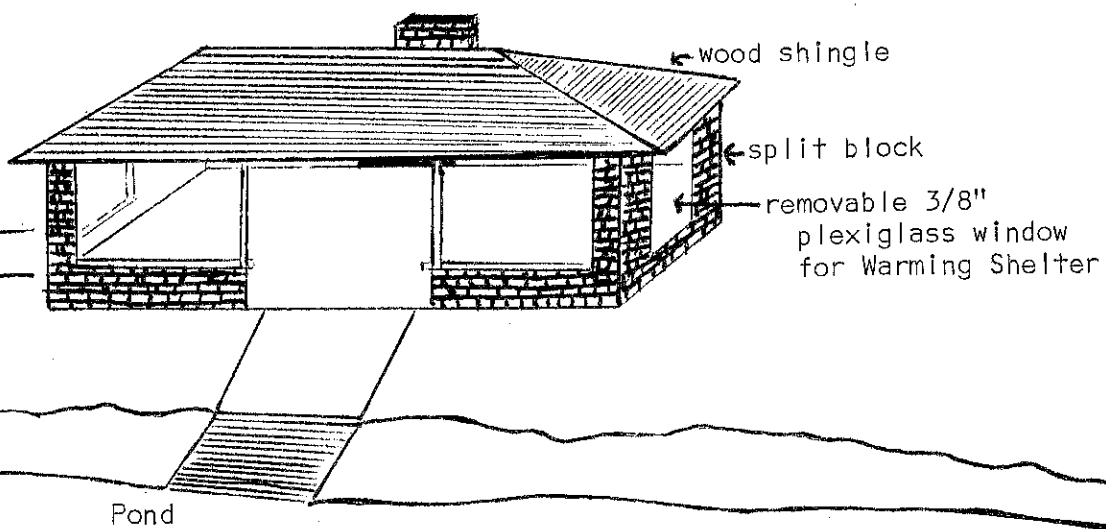 wood shingle
split block
removable 3/8"
plexiglass window
for Warming Shelter
Pond